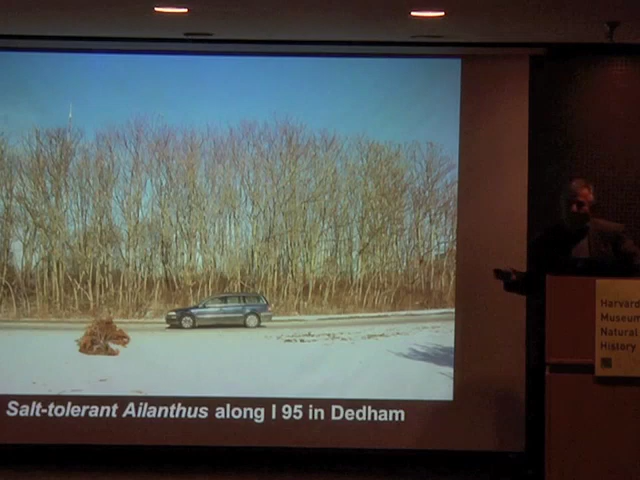 Salt-tolerant Ailanthus along I 95 in Dedham
Harvard
Museum
Natural
History